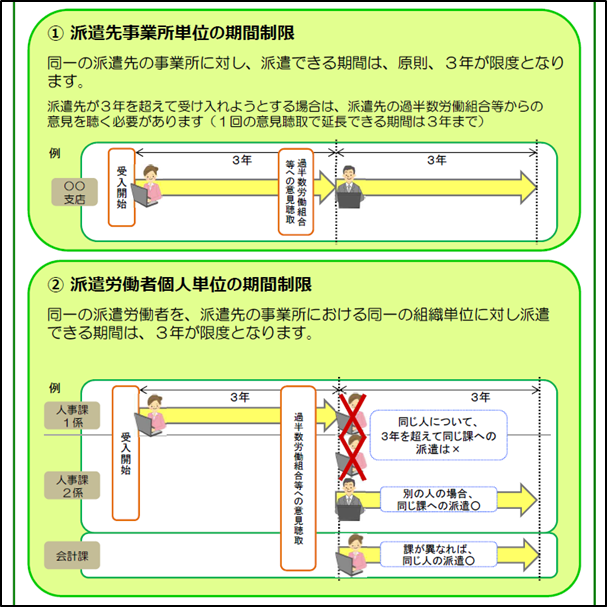 ① 派遣先事業所単位の期間制限
同一の派遣先の事業所に対し、派遣できる期間は、原則、３年が限度となり
ます。
派遣先が３年を超えて受け入れようとする場合は、派遣先の過半数労働組合等からの
意見を聴く必要があります（１回の意見聴取で延長できる期間は３年まで）
例
３年
３年
〇〇
支店
受入開始
過半数労働組合
等への意見聴取
② 派遣労働者個人単位の期間制限
同一の派遣労働者を、派遣先の事業所における同一の組織単位に対し派遣
できる期間は、３年が限度となります。
例
３年
３年
人事課
１係
受入開始
過半数労働組合等への意見聴取
同じ人について、
３年を超えて同じ課への
派遣は×
人事課
２係
別の人の場合、
同じ課への派遣〇
会計課
課が異なれば、
同じ人の派遣〇